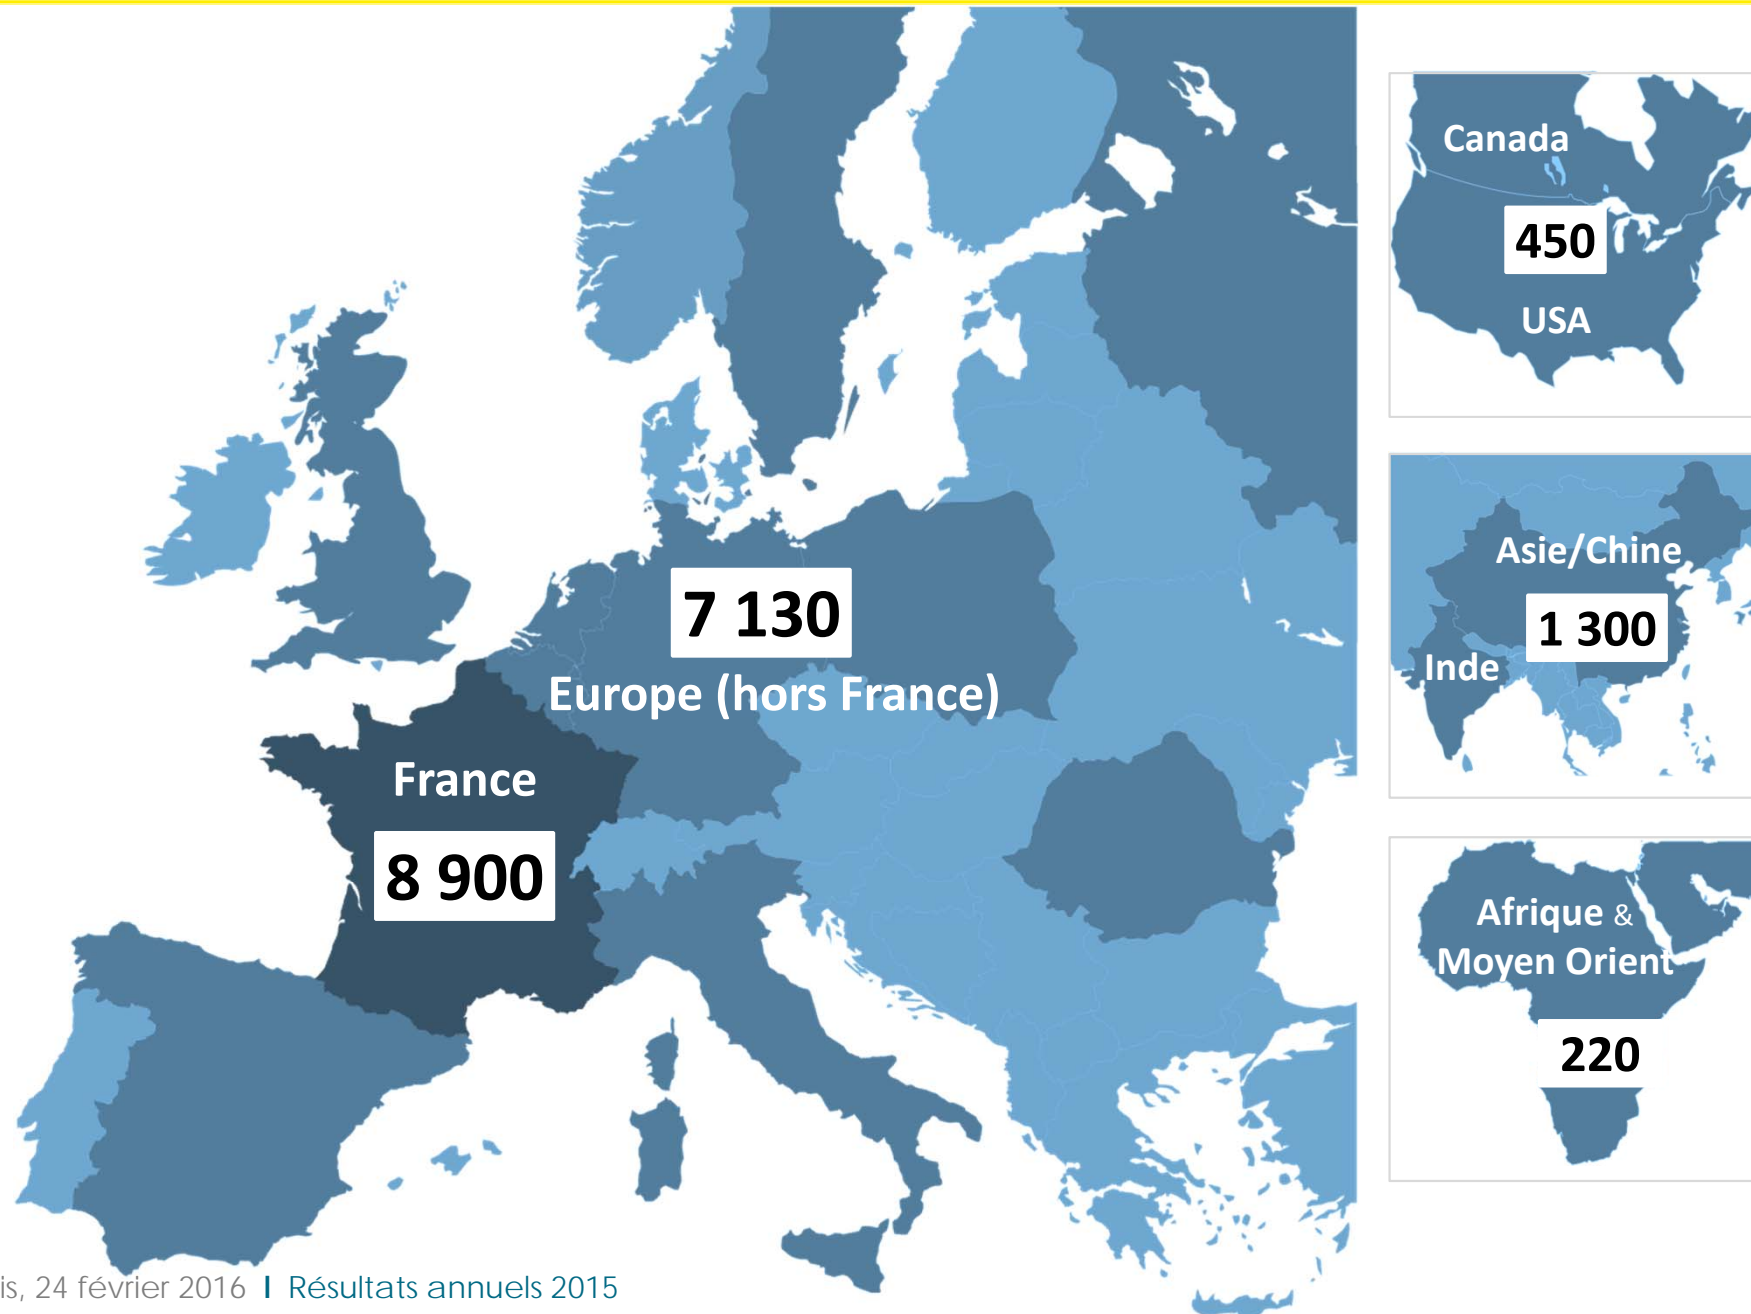 Canada
450
USA
Asie/Chine
1 300
Inde
7 130
Europe (hors France)
France
8 900
Afrique &
Moyen Orient
220
is, 24 février 2016 I Résultats annuels 2015